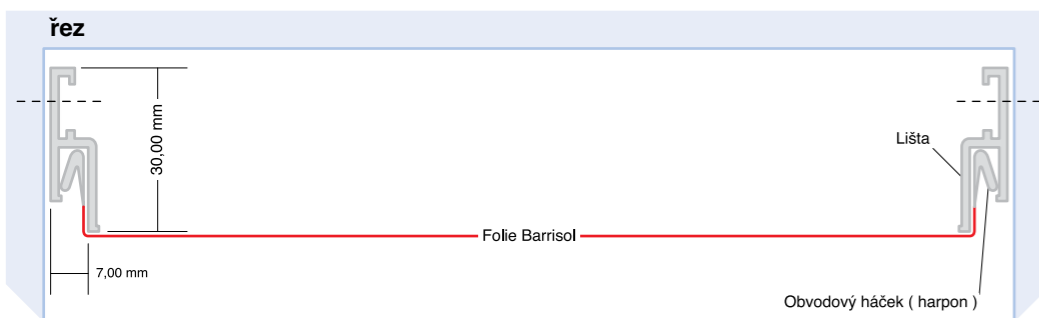 řez
30,00 mm
Lišta
Folie Barrisol
7,00 mm
Obvodový háček ( harpon )